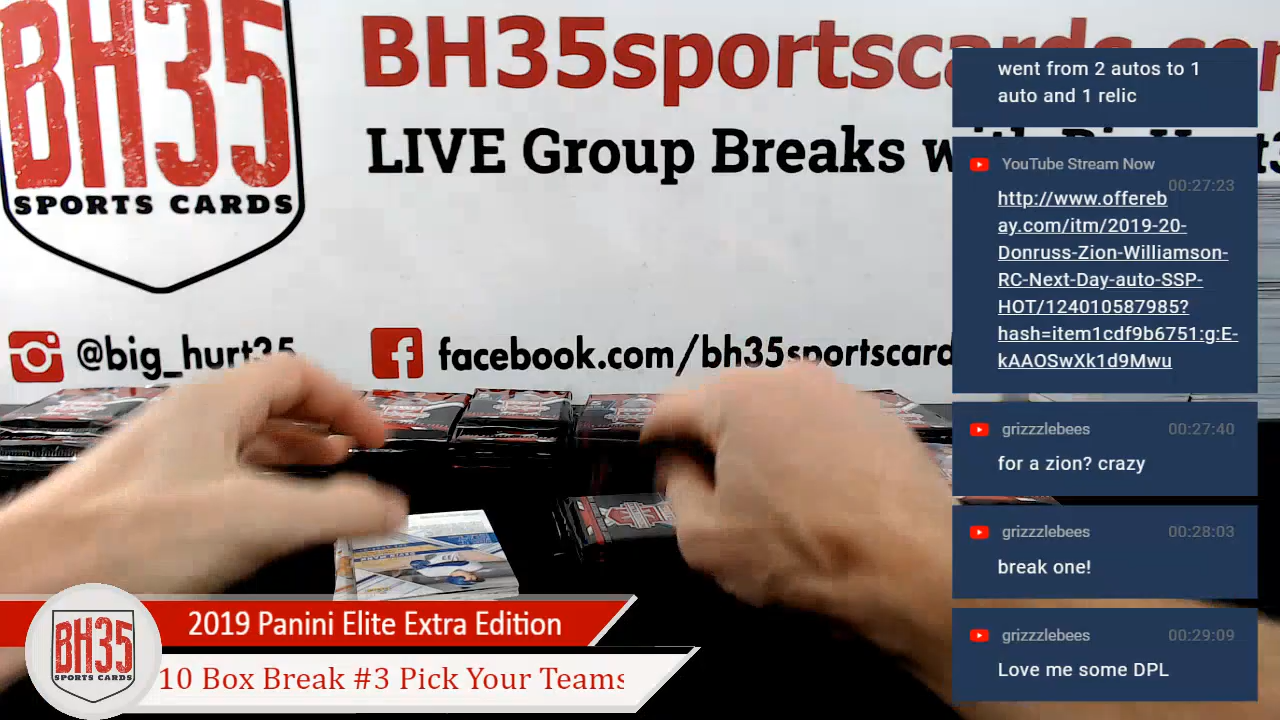 BH35
SPORTS CARDS
BH35sportscards.com
LIVE Group Breaks w
@big_hurt35
facebook.com/bh35sportscard
went from 2 autos to 1
auto and 1 relic
YouTube Stream Now
00:27:23
http://www.offereb
ay.com/itm/2019-20-
Donruss-Zion-Williamson-
RC-Next-Day-auto-SSP-
HOT/124010587985?
hash=item1cdf9b6751:g:E-
kAAOSwXk1d9Mwu
grizzzlebees
00:27:40
for a zion? crazy
grizzzlebees
00:28:03
break one!
grizzzlebees
00:29:09
Love me some DPL
BH35
SPORTS CARDS
2019 Panini Elite Extra Edition
10 Box Break #3 Pick Your Teams